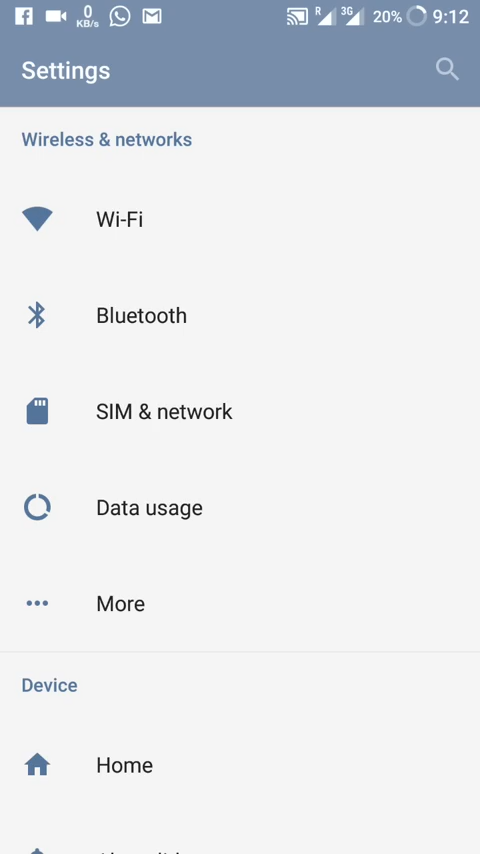 0
KB/s
R
3G
20%
9:12
Settings
Wireless & networks
Wi-Fi
Bluetooth
SIM & network
Data usage
More
Device
Home